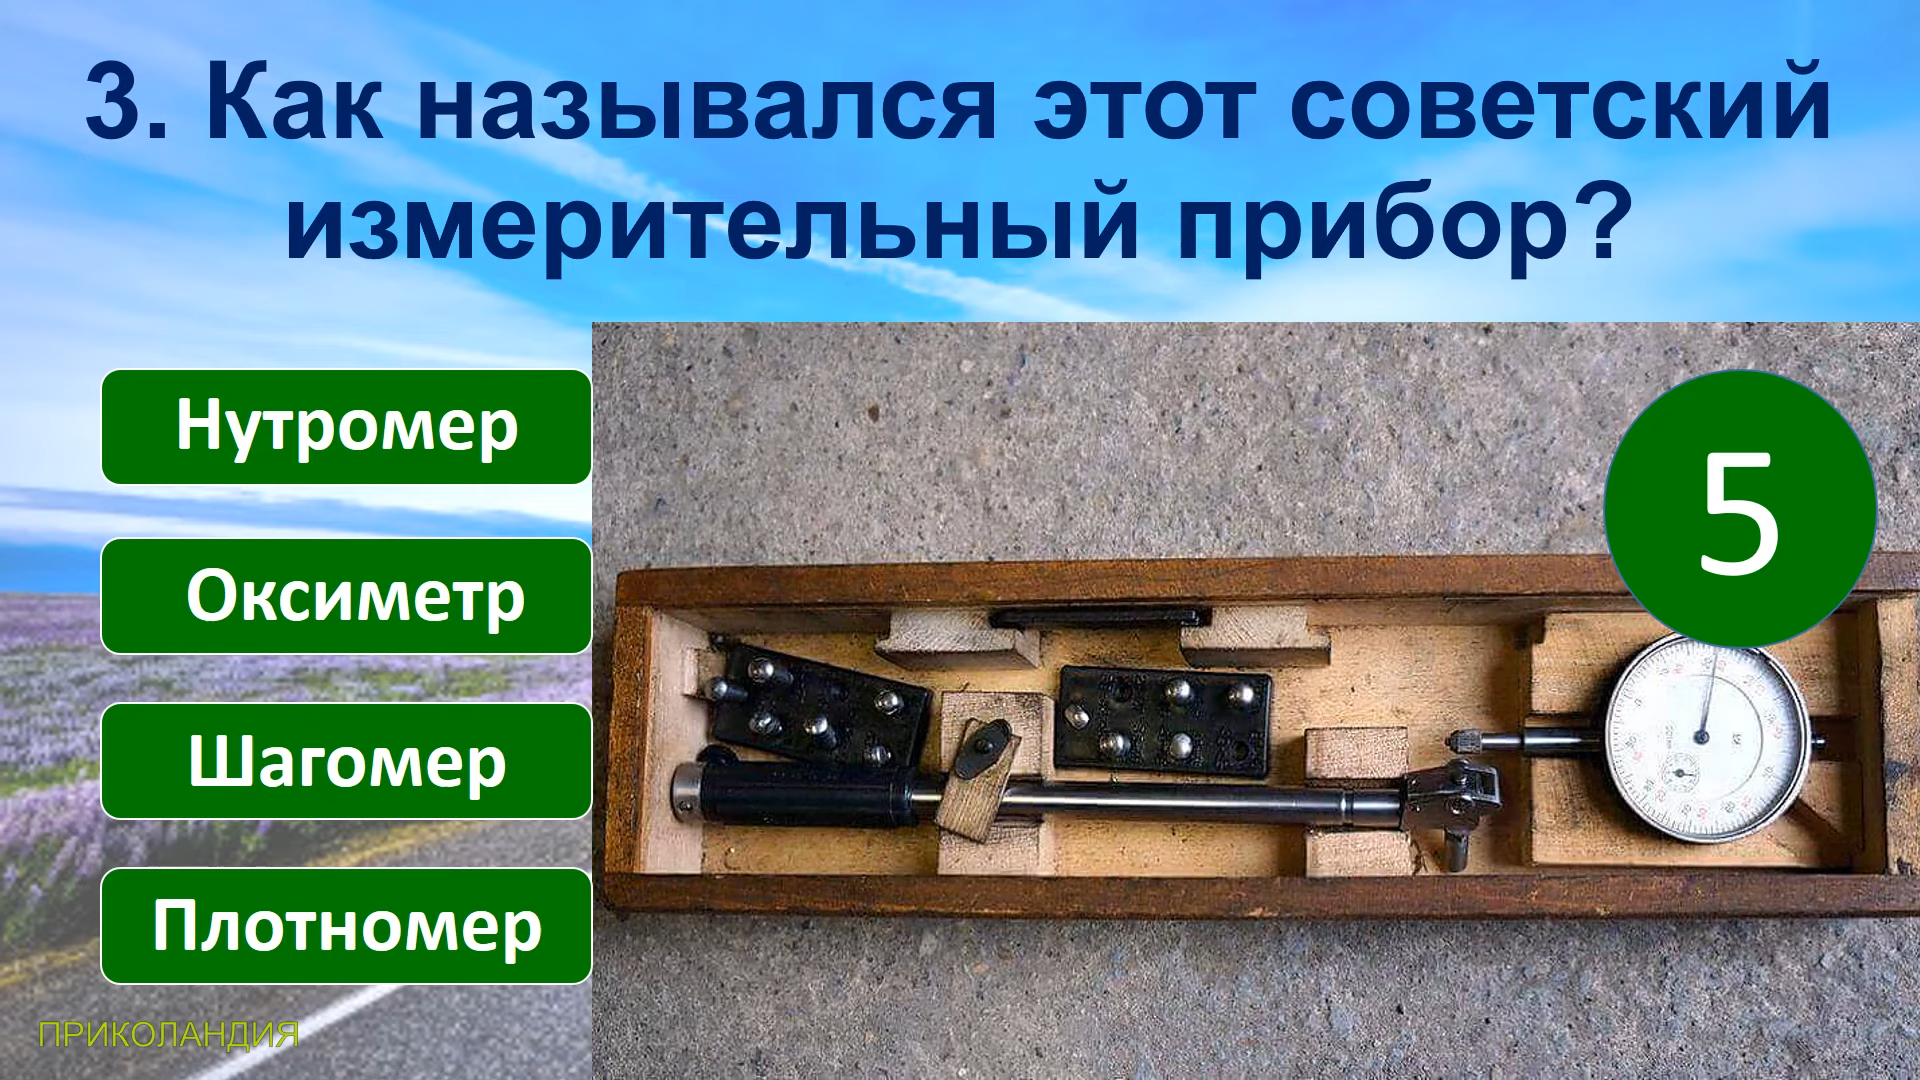 3. Как назывался этот советский
измерительный прибор?
Нутромер
5
Оксиметр
Шагомер
Плотномер
ПРИКОЛАНДИЯ